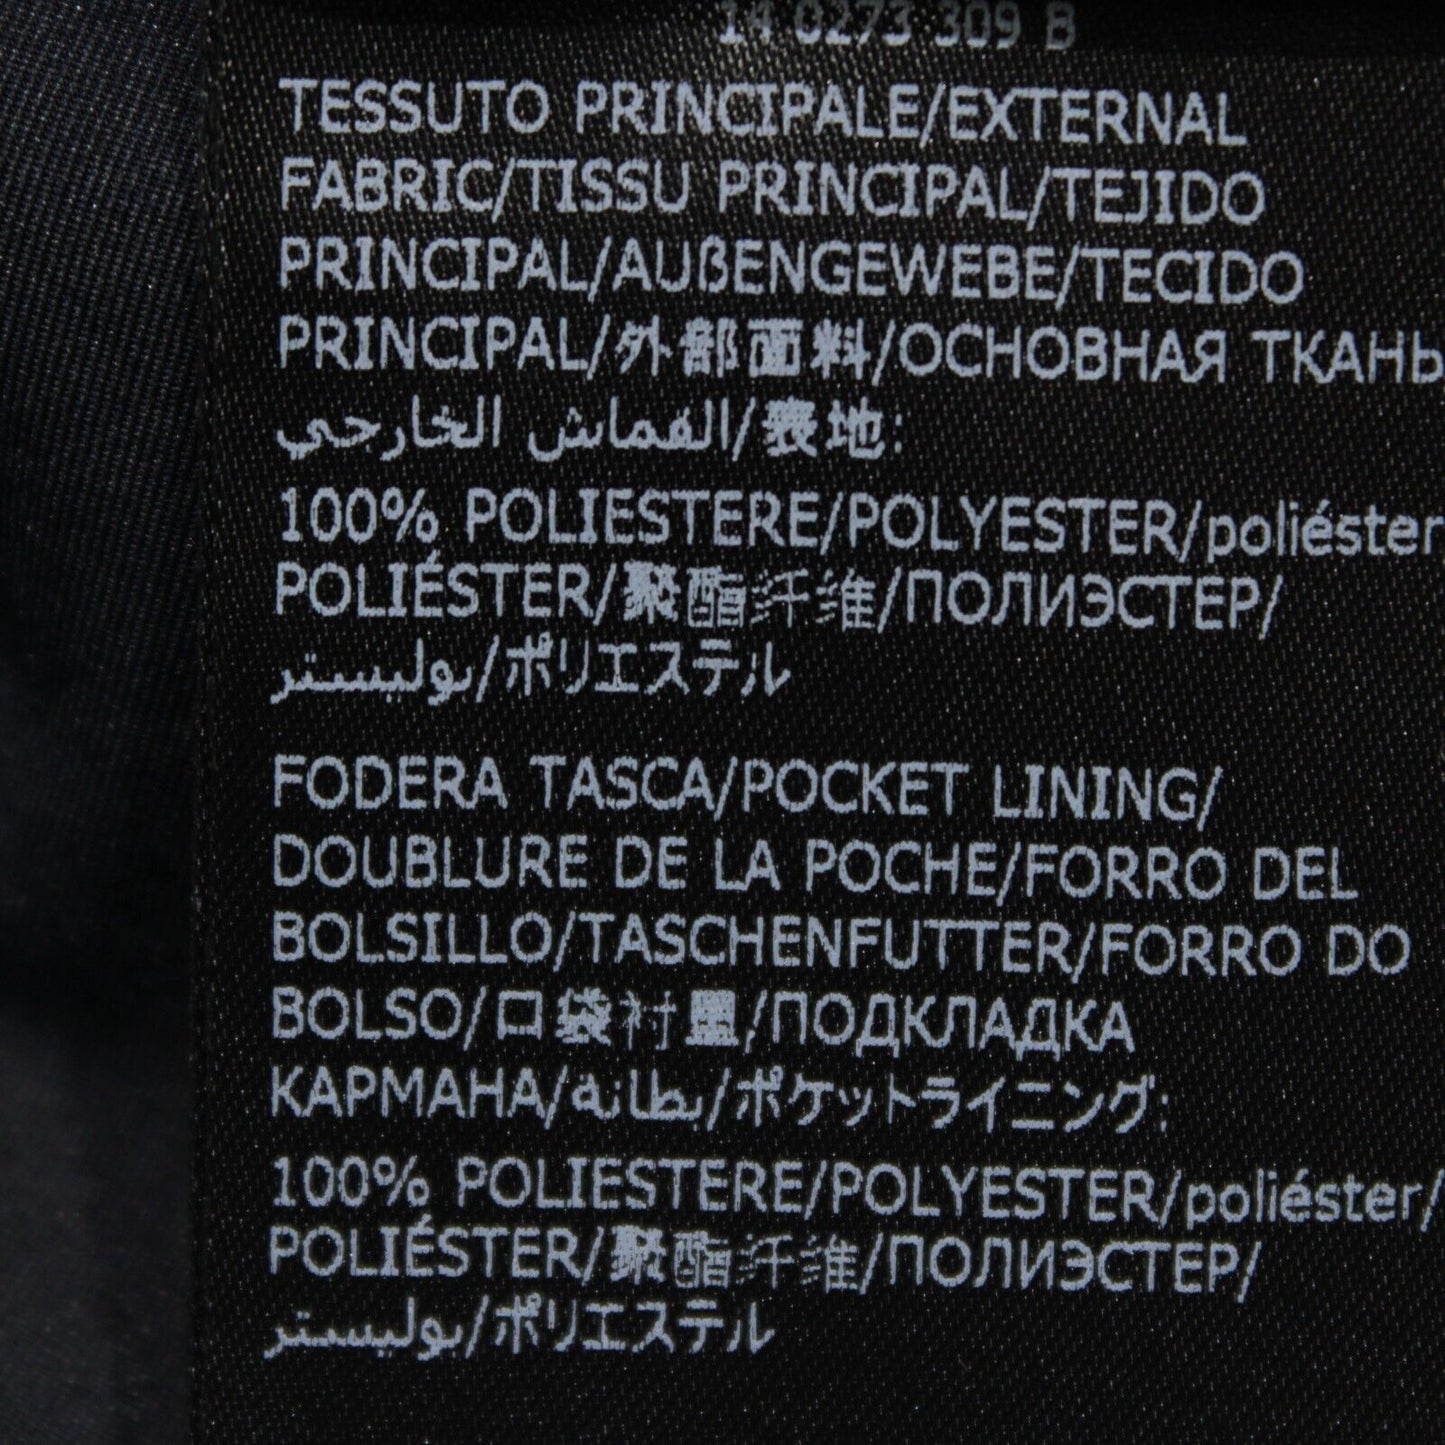 14 0273 309 B
TESSUTO PRINCIPALE/EXTERNAL
FABRIC/TISSU PRINCIPAL/TEJIDO
PRINCIPAL/AUßENGEWEBE/TECIDO
PRINCIPAL/外部面料/ОСНОВНАЯ ТКАНЬ
القماش الخارجي/表地:
100% POLIESTERE/POLYESTER/poliéster
POLIÉSTER/聚酯纤维/ПОЛИЭСТЕР/
بوليستر/ポリエステル
FODERA TASCA/POCKET LINING/
DOUBLURE DE LA POCHE/FORRO DEL
BOLSILLO/TASCHENFUTTER/FORRO DO
BOLSO/口袋衬里/ПОДКЛАДКА
КАРМАНА/بطانة/ポケットライニング:
100% POLIESTERE/POLYESTER/poliéster/
POLIÉSTER/聚酯纤维/ПОЛИЭСТЕР/
بوليستر/ポリエステル